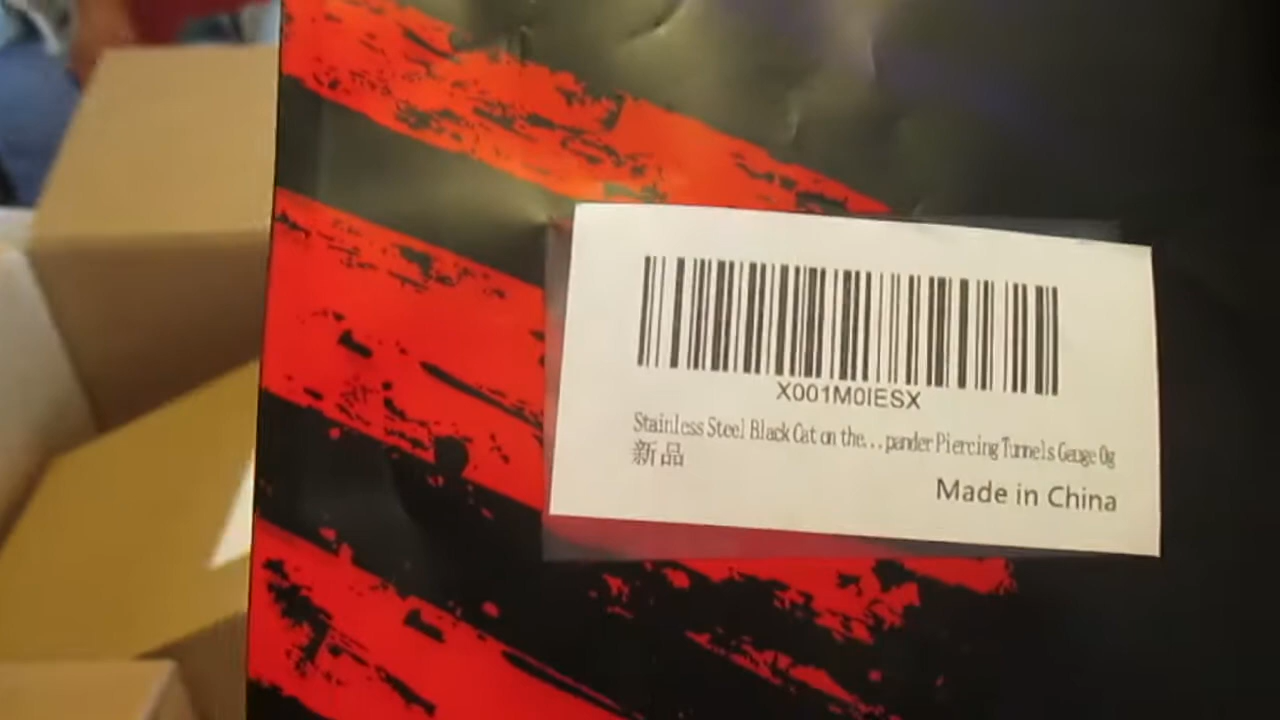 X001M0IESX
Stainless Steel Black Cat on the...pander Piercing Tunnels Gauge 0g
新品
Made in China